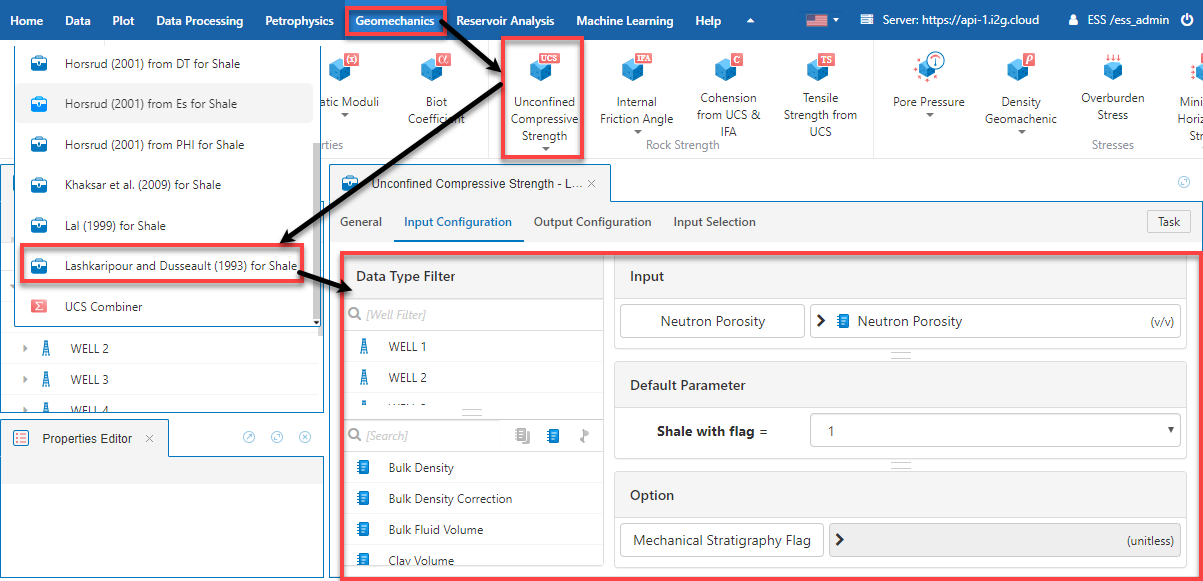 Home Data Plot Data Processing Petrophysics Geomechanics Reservoir Analysis Machine Learning Help Server: https://api-1.i2g.cloud ESS /ess_admin
Horsrud (2001) from DT for Shale
Horsrud (2001) from Es for Shale
Horsrud (2001) from PHI for Shale
Khaksar et al. (2009) for Shale
Lal (1999) for Shale
Lashkaripour and Dusseault (1993) for Shale
UCS Combiner
(x)
atic Moduli
α
Biot
Coefficient
rties
UCS
Unconfined
Compressive
Strength
IFA
Internal
Friction Angle
C
Cohension
from UCS &
IFA
TS
Tensile
Strength from
UCS
Rock Strength
Pore Pressure
ρ
Density
Geomachenic
Overburden
Stress
Mini
Horiz
Str
Stresses
WELL 2
WELL 3
WELL 4
Properties Editor
Unconfined Compressive Strength - L...
General Input Configuration Output Configuration Input Selection Task
Data Type Filter
[Well Filter]
WELL 1
WELL 2
[Search]
Bulk Density
Bulk Density Correction
Bulk Fluid Volume
Clay Volume
Input
Neutron Porosity Neutron Porosity (v/v)
Default Parameter
Shale with flag = 1
Option
Mechanical Stratigraphy Flag (unitless)